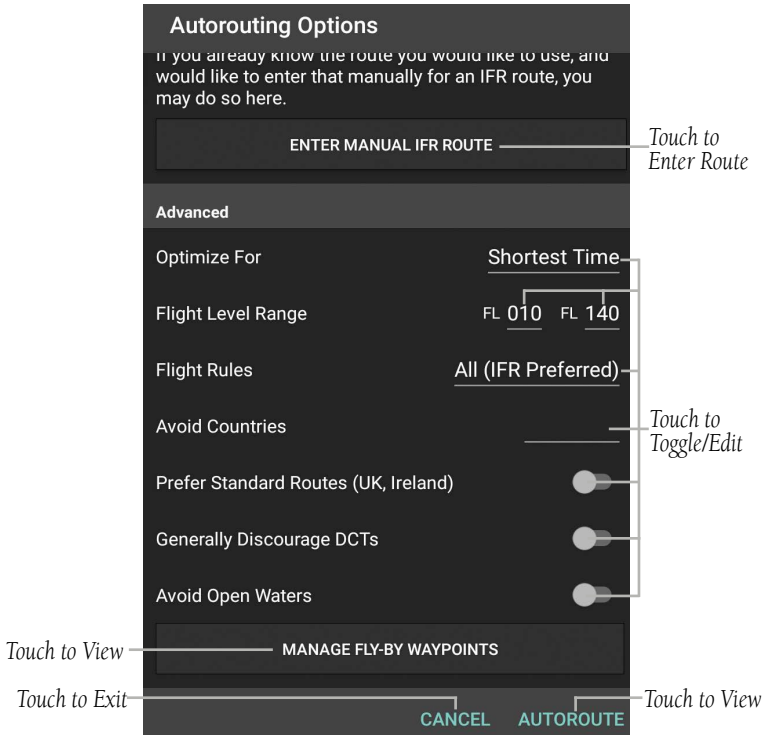 Autorouting Options
If you already know the route you would like to use, and
would like to enter that manually for an IFR route, you
may do so here.
ENTER MANUAL IFR ROUTE
Touch to
Enter Route
Advanced
Optimize For Shortest Time
Flight Level Range FL 010 FL 140
Flight Rules All (IFR Preferred)
Avoid Countries
Touch to
Toggle/Edit
Prefer Standard Routes (UK, Ireland)
Generally Discourage DCTs
Avoid Open Waters
Touch to View
MANAGE FLY-BY WAYPOINTS
Touch to Exit
Touch to View
CANCEL AUTOROUTE